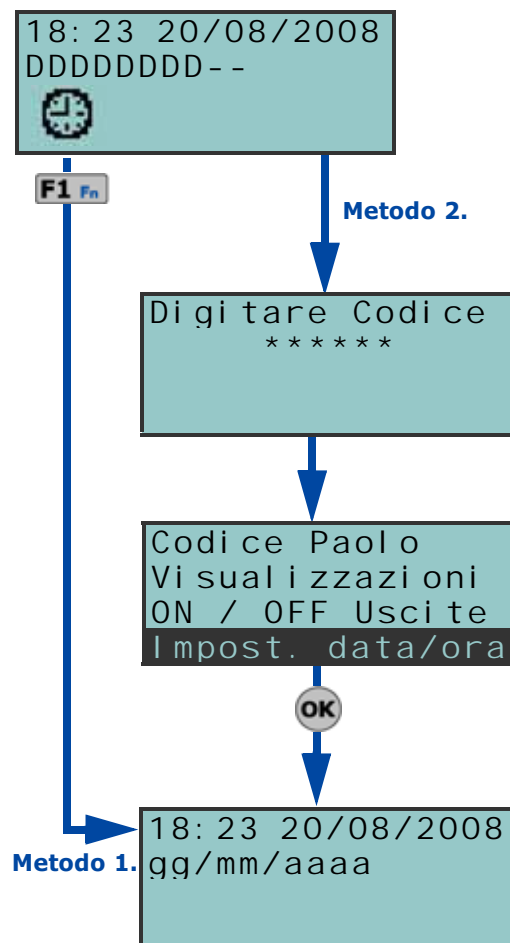 18:23 20/08/2008
DDDDDDDD--
F1 Fn
Metodo 2.
Digitare Codice
******
Codice Paolo
Visualizzazioni
ON / OFF Uscite
Impost. data/ora
OK
18:23 20/08/2008
Metodo 1.
gg/mm/aaaa